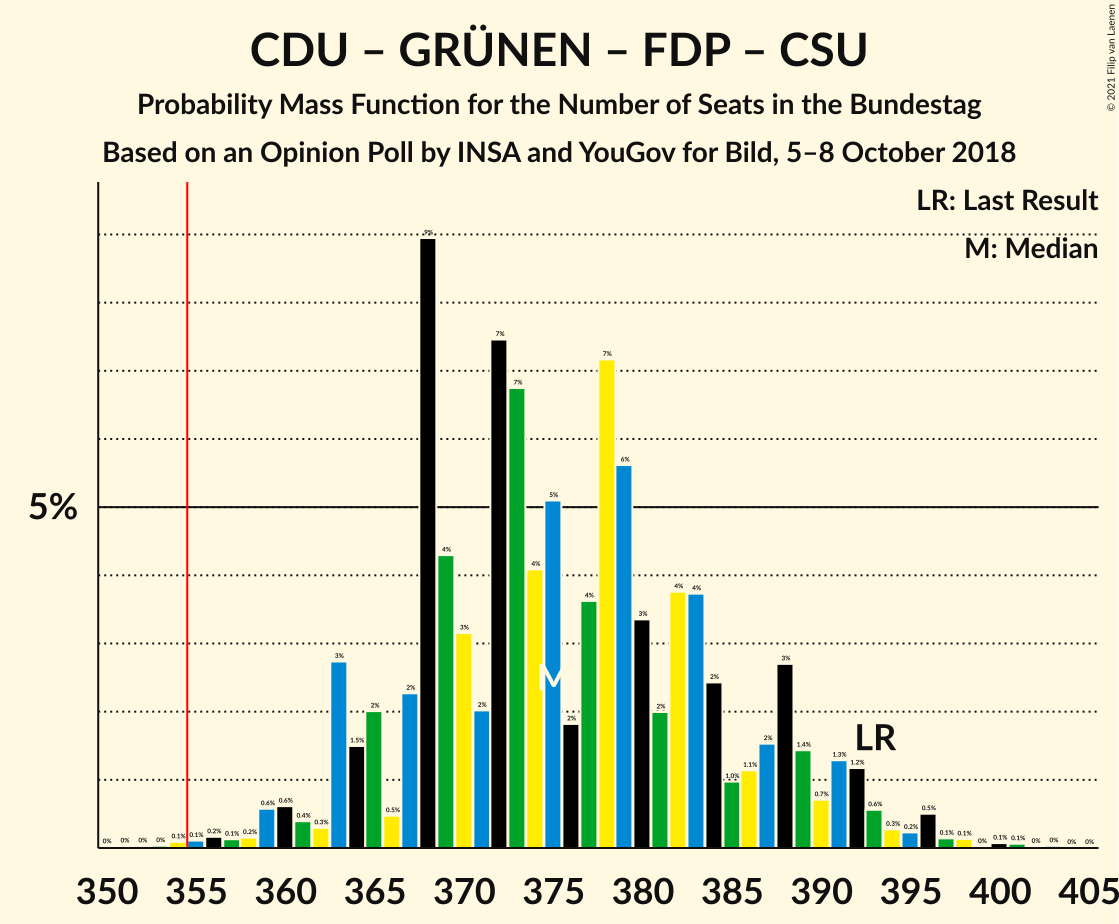 CDU – GRÜNEN – FDP – CSU
Probability Mass Function for the Number of Seats in the Bundestag
Based on an Opinion Poll by INSA and YouGov for Bild, 5–8 October 2018
© 2021 Filip van Laenen
LR: Last Result
M: Median
5%
0% 0% 0% 0% 0.1% 0.1% 0.2% 0.1% 0.2% 0.6% 0.6% 0.4% 0.3% 3% 1.5% 2% 0.5% 2% 9% 4% 3% 2% 7% 7% 4% 5% 2% 4% 7% 6% 3% 2% 4% 4% 2% 1.0% 1.1% 2% 3% 1.4% 0.7% 1.3% 1.2% 0.6% 0.3% 0.2% 0.5% 0.1% 0.1% 0% 0.1% 0.1% 0% 0% 0% 0%
M
LR
350 355 360 365 370 375 380 385 390 395 400 405